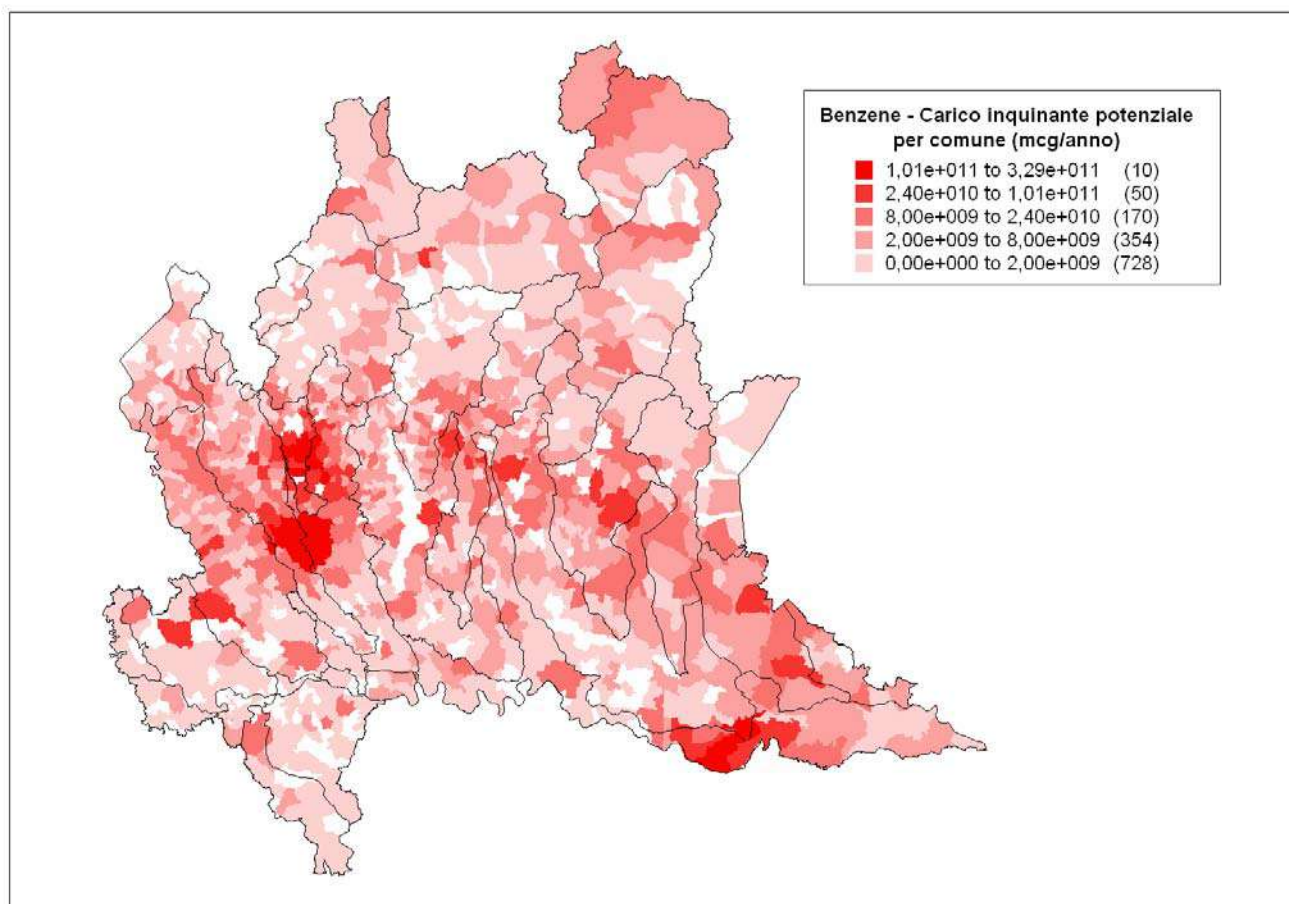 Benzene - Carico inquinante potenziale
per comune (mcg/anno)
1,01e+011 to 3,29e+011 (10)
2,40e+010 to 1,01e+011 (50)
8,00e+009 to 2,40e+010 (170)
2,00e+009 to 8,00e+009 (354)
0,00e+000 to 2,00e+009 (728)